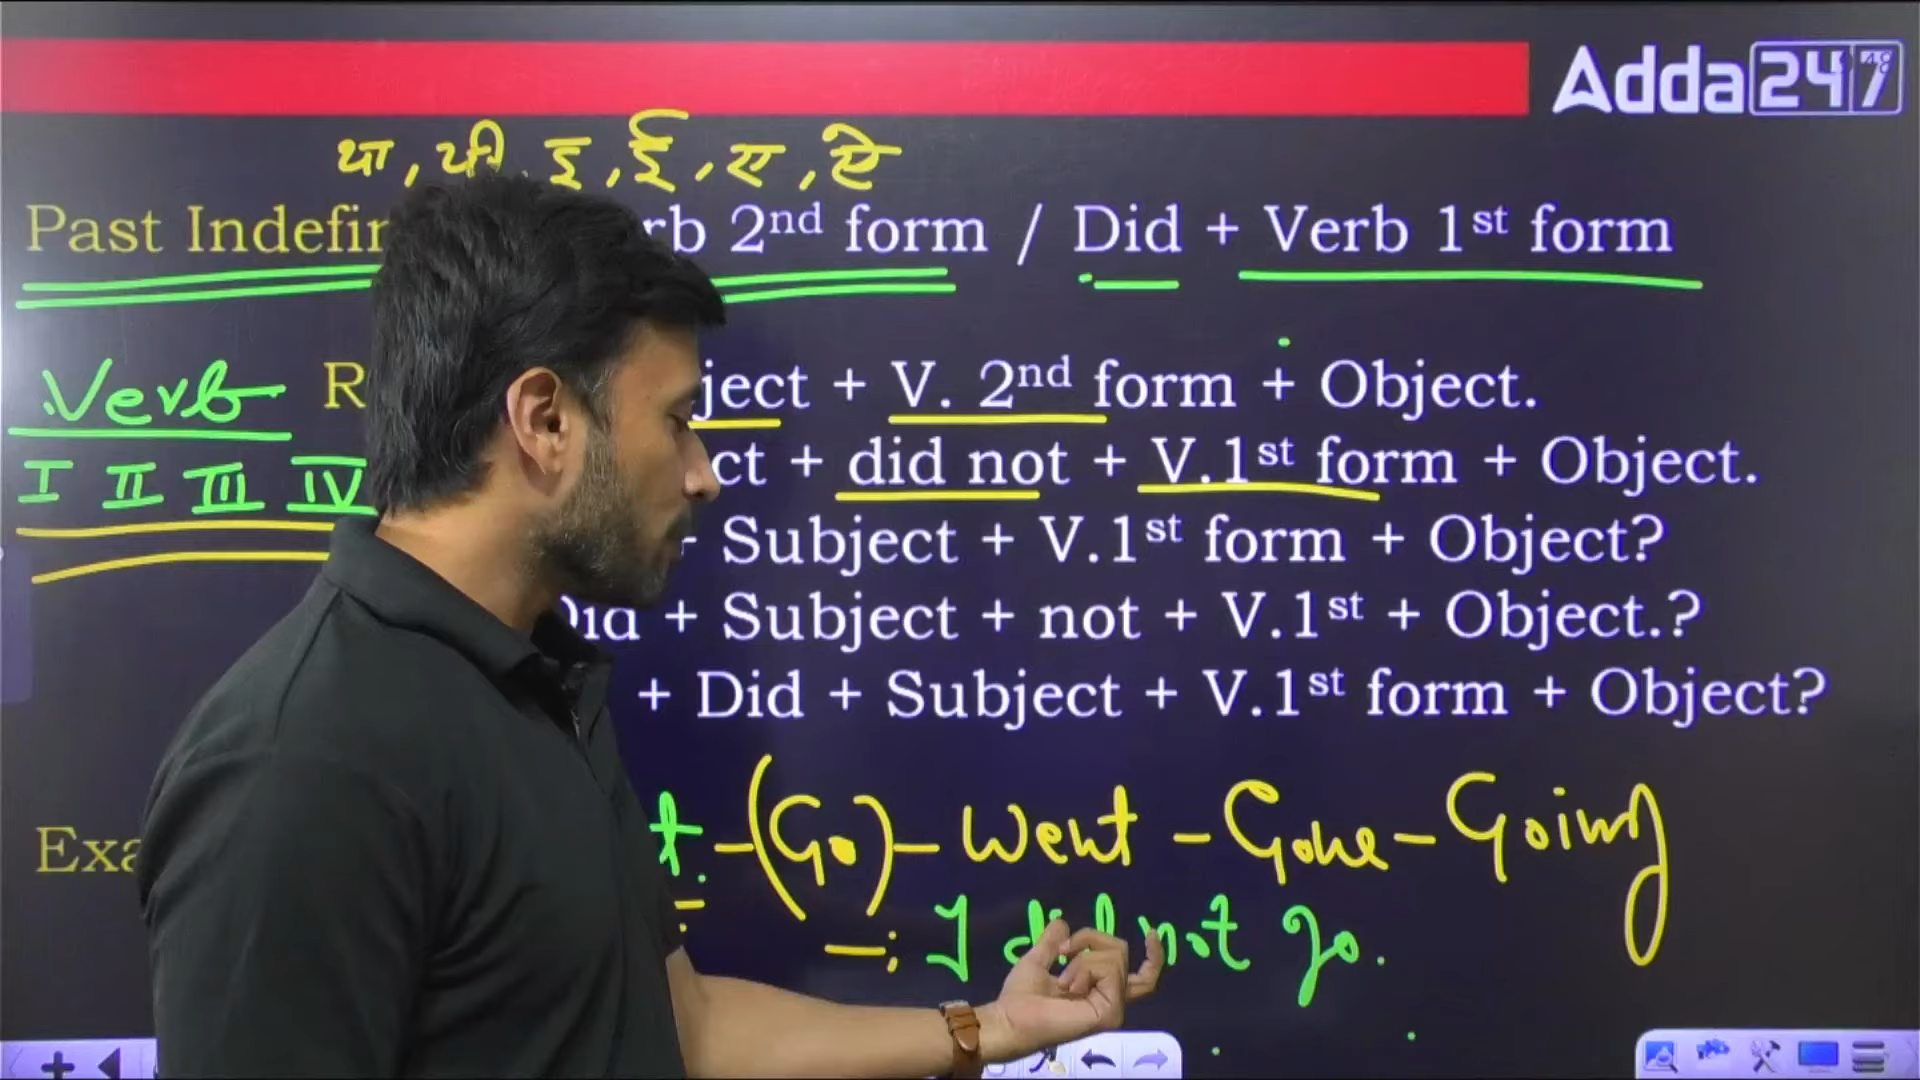 Adda247
था, थी, इ, ई, ए, ऐ
Past Indefin rb 2nd form / Did + Verb 1st form
Verb R ject + V. 2nd form + Object.
I II III IV ct + did not + V.1st form + Object.
+ Subject + V.1st form + Object?
Did + Subject + not + V.1st + Object.?
+ Did + Subject + V.1st form + Object?
Exa t. - (Go) - Went - Gone - Going
I did not go.